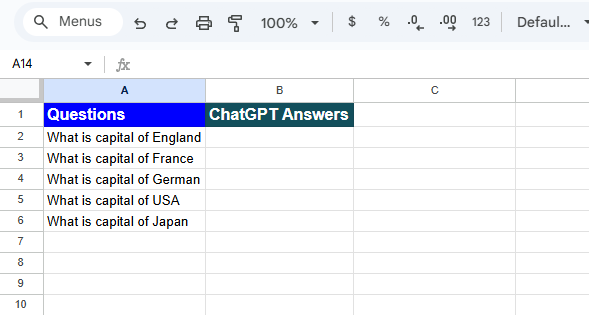 Menus 100% $ % .0 .00 123 Defaul...
A14 fx
A B C
1 Questions ChatGPT Answers
2 What is capital of England
3 What is capital of France
4 What is capital of German
5 What is capital of USA
6 What is capital of Japan
7
8
9
10